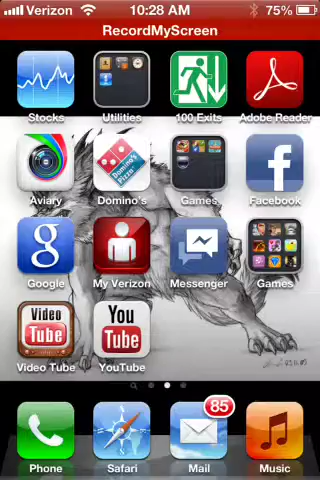 Verizon 10:28 AM 75%
RecordMyScreen
Stocks Utilities 100 Exits Adobe Reader
Domino's Pizza
Aviary Domino's Games Facebook
Google My Verizon Messenger Games
Video Tube You Tube
Video Tube YouTube
85
Phone Safari Mail Music